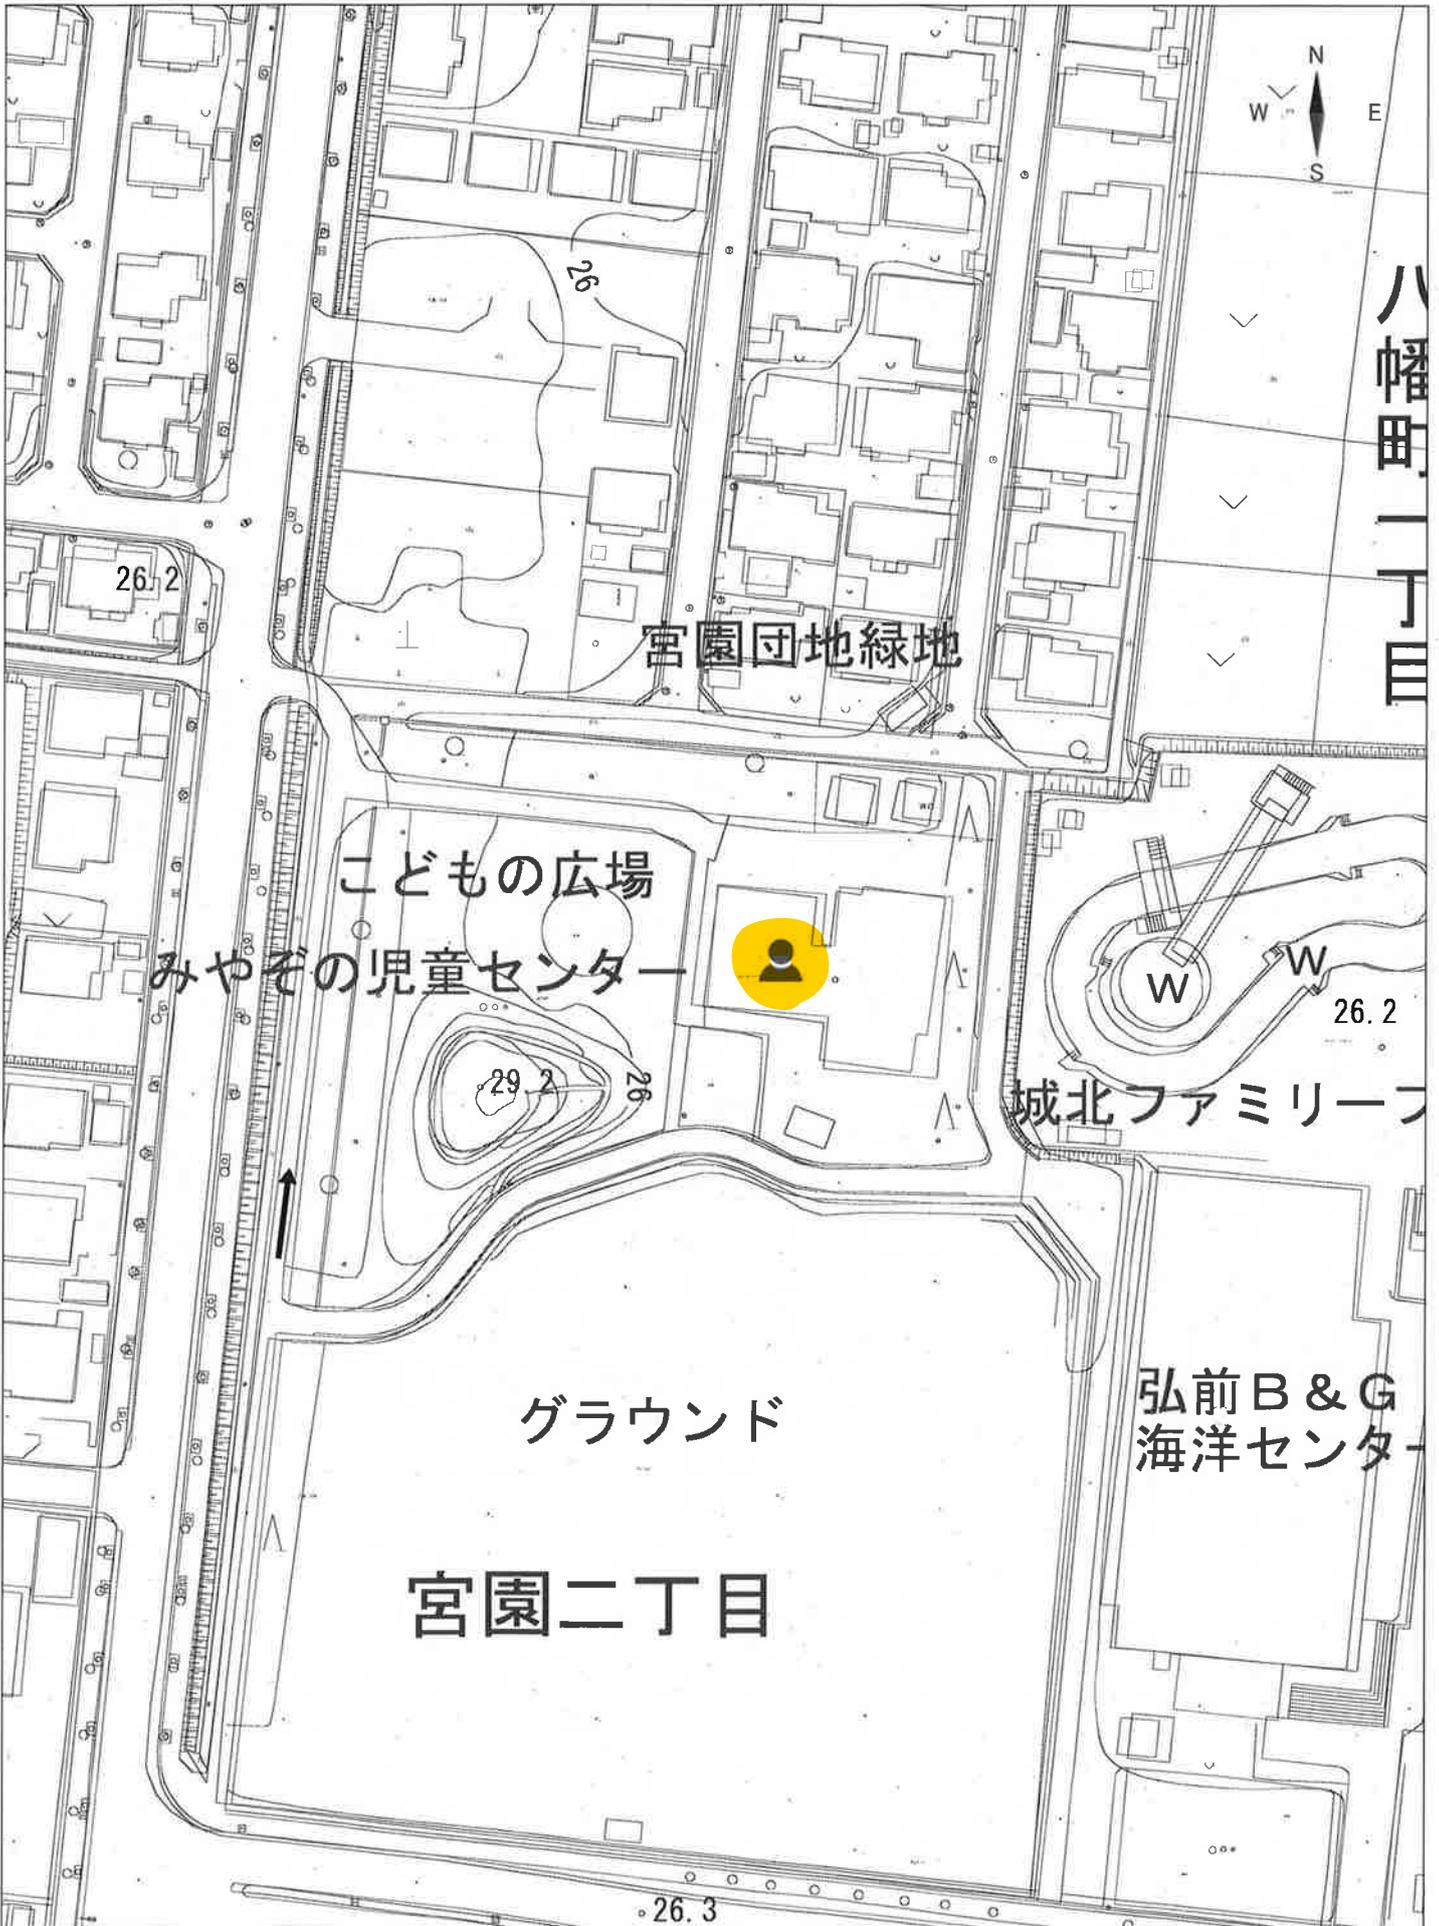 N
W E
S
26
八幡町一丁目
26.2
宮園団地緑地
こどもの広場
みやぞの児童センター
W
W
26.2
29.2
26
城北ファミリープ
弘前B&G
海洋センター
グラウンド
宮園二丁目
26.3